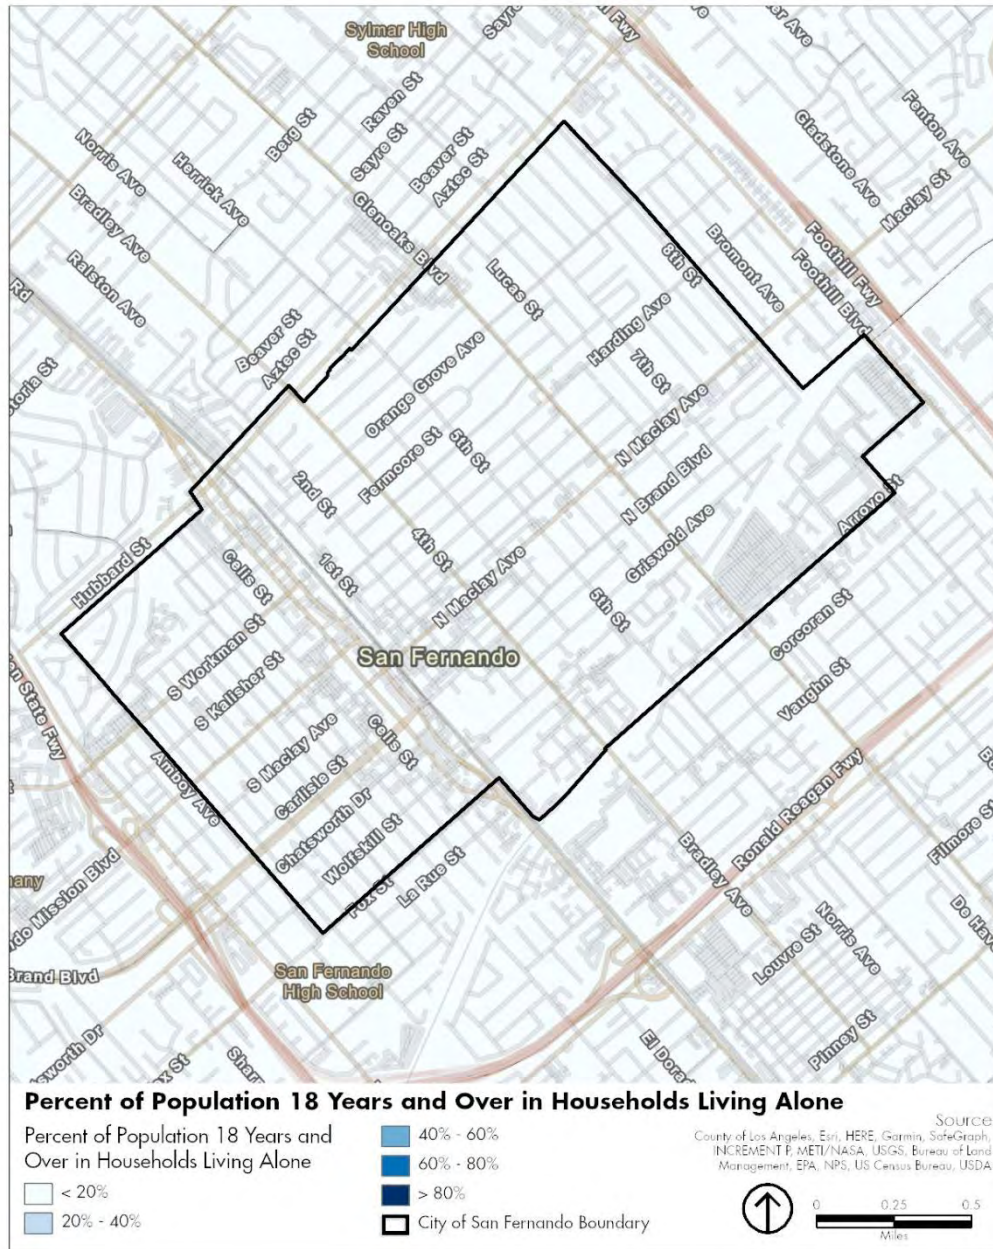 Sylmar High
School
Sayre St
Fwy
Ave
Raven St
Berg St
Sayre St
Beaver St
Aztec St
Norris Ave
Herrick Ave
Bradley Ave
Ralston Ave
Rd
Glenoaks Blvd
Gladstone Ave
Fenton Ave
Maclay St
Foothill Fwy
Foothill Blvd
Bromont Ave
8th St
Lucas St
Harding Ave
7th St
Beaver St
Aztec St
Orange Grove Ave
Fermoore St
5th St
N Maclay Ave
N Brand Blvd
2nd St
Griswold Ave
Arroyo St
4th St
1st St
Hubbard St
Celis St
N Maclay Ave
5th St
Corcoran St
San Fernando
S Workman St
S Kalisher St
Vaughn St
S Maclay Ave
Celis St
Amboy Ave
Carlisle St
Chatsworth Dr
Wolfskill St
Fox St
La Rue St
Ronald Reagan Fwy
Bradley Ave
Filmore St
State Fwy
Mission Blvd
Brand Blvd
San Fernando
High School
Norris Ave
Louvre St
Pinney St
Percent of Population 18 Years and Over in Households Living Alone
Percent of Population 18 Years and
Over in Households Living Alone
< 20%
20% - 40%
40% - 60%
60% - 80%
> 80%
City of San Fernando Boundary
Source
County of Los Angeles, Esri, HERE, Garmin, SafeGraph,
INCREMENT P, METI/NASA, USGS, Bureau of Land
Management, EPA, NPS, US Census Bureau, USDA
0 0.25 0.5
Miles